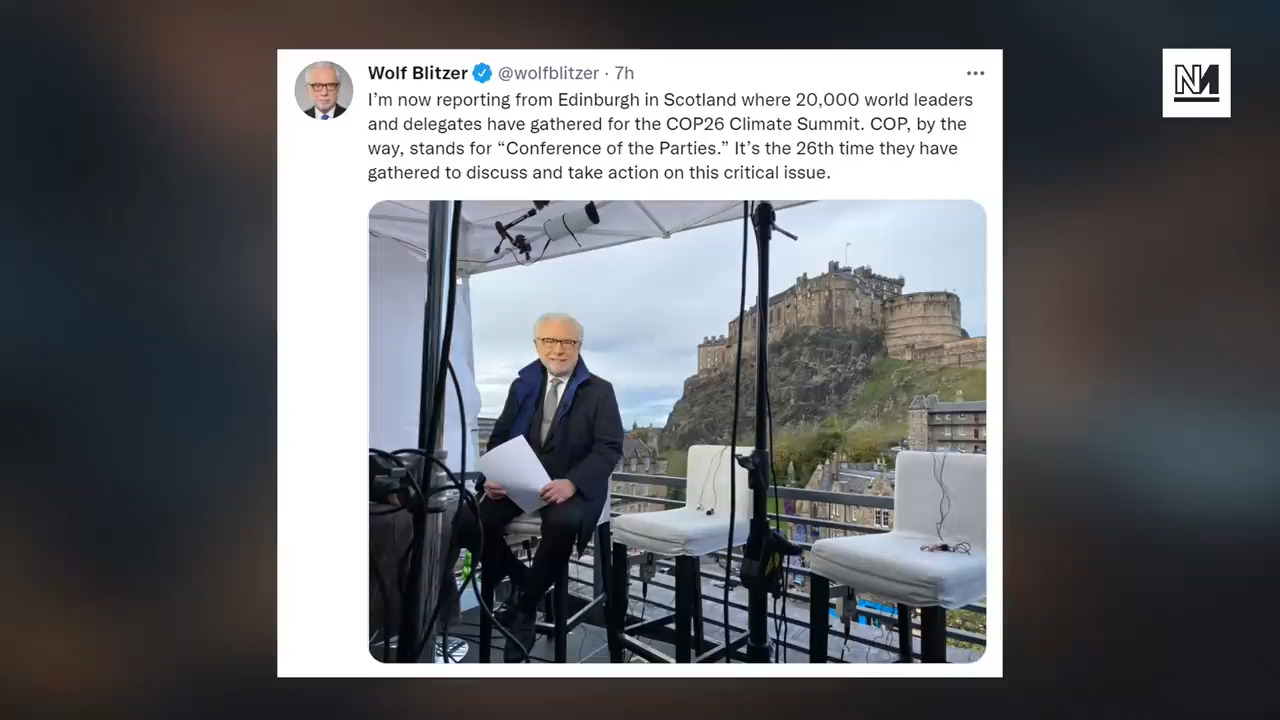 Wolf Blitzer @wolfblitzer · 7h
I'm now reporting from Edinburgh in Scotland where 20,000 world leaders
and delegates have gathered for the COP26 Climate Summit. COP, by the
way, stands for “Conference of the Parties.” It's the 26th time they have
gathered to discuss and take action on this critical issue.
NM